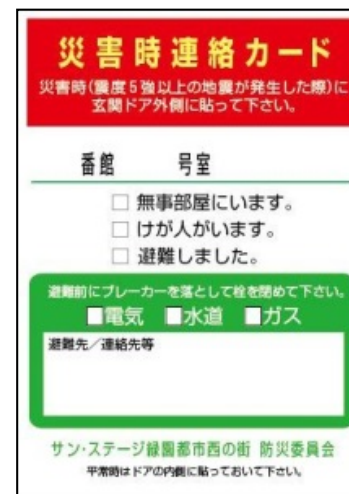 災害時連絡カード
災害時(震度5強以上の地震が発生した際)に
玄関ドア外側に貼って下さい。
番館 号室
□ 無事部屋にいます。
□ けが人がいます。
□ 避難しました。
避難前にブレーカーを落として栓を閉めて下さい。
□電気 □水道 □ガス
避難先/連絡先等
サン・ステージ緑園都市西の街 防災委員会
平常時はドアの内側に貼っておいて下さい。